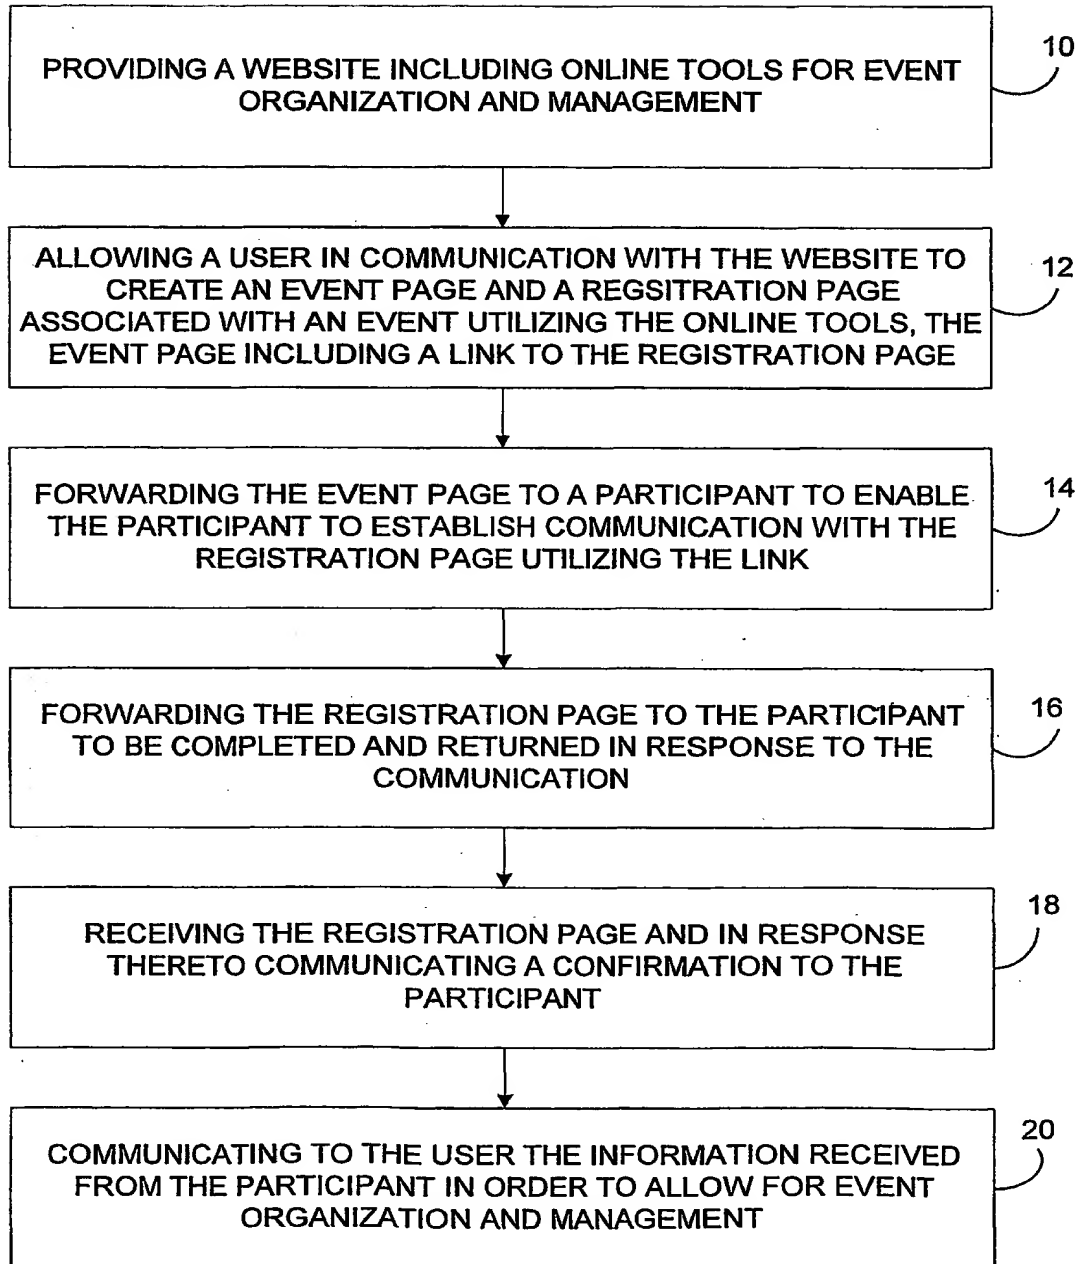 PROVIDING A WEBSITE INCLUDING ONLINE TOOLS FOR EVENT
ORGANIZATION AND MANAGEMENT
10
ALLOWING A USER IN COMMUNICATION WITH THE WEBSITE TO
CREATE AN EVENT PAGE AND A REGSITRATION PAGE
ASSOCIATED WITH AN EVENT UTILIZING THE ONLINE TOOLS, THE
EVENT PAGE INCLUDING A LINK TO THE REGISTRATION PAGE
12
FORWARDING THE EVENT PAGE TO A PARTICIPANT TO ENABLE
THE PARTICIPANT TO ESTABLISH COMMUNICATION WITH THE
REGISTRATION PAGE UTILIZING THE LINK
14
FORWARDING THE REGISTRATION PAGE TO THE PARTICIPANT
TO BE COMPLETED AND RETURNED IN RESPONSE TO THE
COMMUNICATION
16
RECEIVING THE REGISTRATION PAGE AND IN RESPONSE
THERETO COMMUNICATING A CONFIRMATION TO THE
PARTICIPANT
18
COMMUNICATING TO THE USER THE INFORMATION RECEIVED
FROM THE PARTICIPANT IN ORDER TO ALLOW FOR EVENT
ORGANIZATION AND MANAGEMENT
20